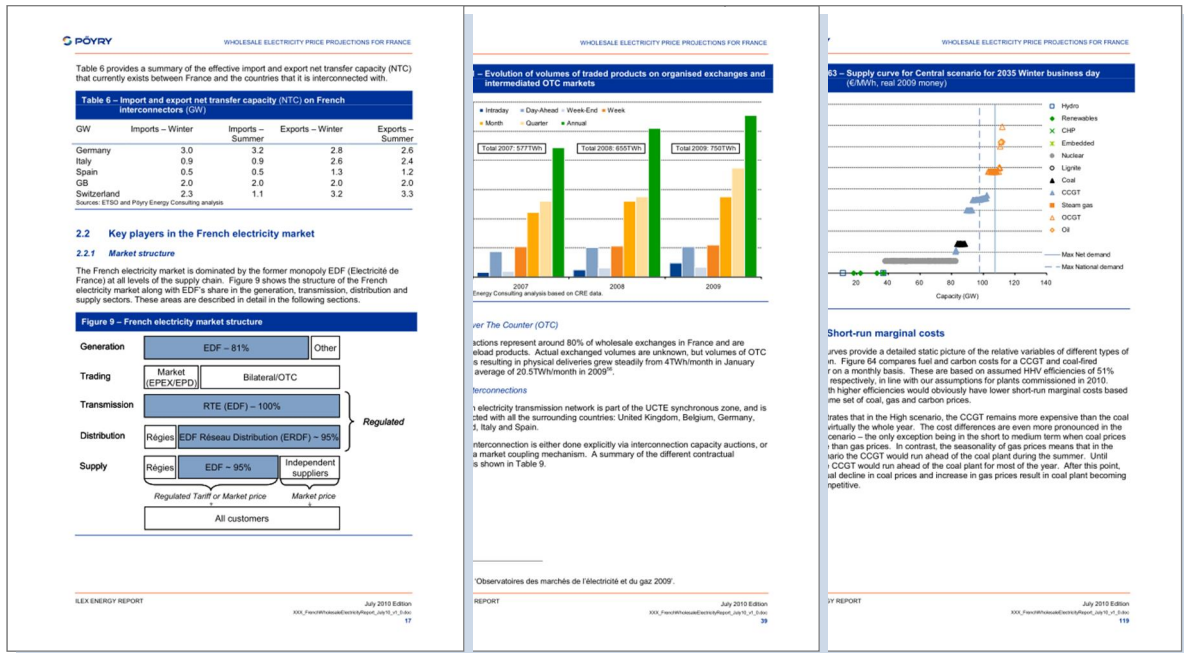 PÖYRY
WHOLESALE ELECTRICITY PRICE PROJECTIONS FOR FRANCE
Table 6 provides a summary of the effective import and export net transfer capacity (NTC)
that currently exists between France and the countries that it is interconnected with.
Table 6 – Import and export net transfer capacity (NTC) on French
interconnectors (GW)
GW Imports – Winter Imports – Summer Exports – Winter Exports – Summer
Germany 3.0 3.2 2.8 2.6
Italy 0.9 0.9 2.6 2.4
Spain 0.5 0.5 1.3 1.2
GB 2.0 2.0 2.0 2.0
Switzerland 2.3 1.1 3.2 3.3
Sources: ETSO and Pöyry Energy Consulting analysis
2.2 Key players in the French electricity market
2.2.1 Market structure
The French electricity market is dominated by the former monopoly EDF (Electricité de
France) at all levels of the supply chain. Figure 9 shows the structure of the French
electricity market along with EDF's share in the generation, transmission, distribution and
supply sectors. These areas are described in detail in the following sections.
Figure 9 – French electricity market structure
Generation EDF – 81% Other
Trading Market (EPEX/EPD) Bilateral/OTC
Transmission RTE (EDF) – 100%
Regulated
Distribution Régies EDF Réseau Distribution (ERDF) ~ 95%
Supply Régies EDF ~ 95% Independent suppliers
Regulated Tariff or Market price Market price
All customers
ILEX ENERGY REPORT
July 2010 Edition
XXX_FrenchWholesaleElectricityReport_July10_v1_0.doc
17
WHOLESALE ELECTRICITY PRICE PROJECTIONS FOR FRANCE
– Evolution of volumes of traded products on organised exchanges and
intermediated OTC markets
Intraday Day-Ahead Week-End Week
Month Quarter Annual
Total 2007: 577TWh Total 2008: 655TWh Total 2009: 750TWh
2007 2008 2009
Energy Consulting analysis based on CRE data.
ver The Counter (OTC)
actions represent around 80% of wholesale exchanges in France and are
eload products. Actual exchanged volumes are unknown, but volumes of OTC
s resulting in physical deliveries grew steadily from 4TWh/month in January
average of 20.5TWh/month in 2009
terconnections
n electricity transmission network is part of the UCTE synchronous zone, and is
cted with all the surrounding countries: United Kingdom, Belgium, Germany,
d, Italy and Spain.
nterconnection is either done explicitly via interconnection capacity auctions, or
a market coupling mechanism. A summary of the different contractual
s shown in Table 9.
'Observatoires des marchés de l'électricité et du gaz 2009'.
REPORT
July 2010 Edition
XXX_FrenchWholesaleElectricityReport_July10_v1_0.doc
39
RY
WHOLESALE ELECTRICITY PRICE PROJECTIONS FOR FRANCE
63 – Supply curve for Central scenario for 2035 Winter business day
(€/MWh, real 2009 money)
Hydro
Renewables
CHP
Embedded
Nuclear
Lignite
Coal
CCGT
Steam gas
OCGT
Oil
Max Net demand
Max National demand
20 40 60 80 100 120 140
Capacity (GW)
Short-run marginal costs
urves provide a detailed static picture of the relative variables of different types of
n. Figure 64 compares fuel and carbon costs for a CCGT and coal-fired
r on a monthly basis. These are based on assumed HHV efficiencies of 51%
respectively, in line with our assumptions for plants commissioned in 2010.
th higher efficiencies would obviously have lower short-run marginal costs based
me set of coal, gas and carbon prices.
trates that in the High scenario, the CCGT remains more expensive than the coal
virtually the whole year. The cost differences are even more pronounced in the
cenario – the only exception being in the short to medium term when coal prices
than gas prices. In contrast, the seasonality of gas prices means that in the
nario the CCGT would run ahead of the coal plant during the summer. Until
CCGT would run ahead of the coal plant for most of the year. After this point,
ual decline in coal prices and increase in gas prices result in coal plant becoming
mpetitive.
GY REPORT
July 2010 Edition
XXX_FrenchWholesaleElectricityReport_July10_v1_0.doc
119